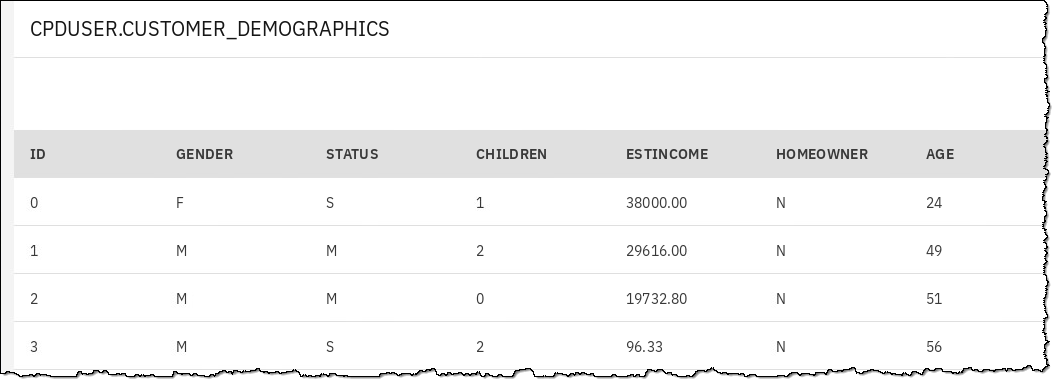 CPDUSER.CUSTOMER_DEMOGRAPHICS
ID GENDER STATUS CHILDREN ESTINCOME HOMEOWNER AGE
0 F S 1 38000.00 N 24
1 M M 2 29616.00 N 49
2 M M 0 19732.80 N 51
3 M S 2 96.33 N 56